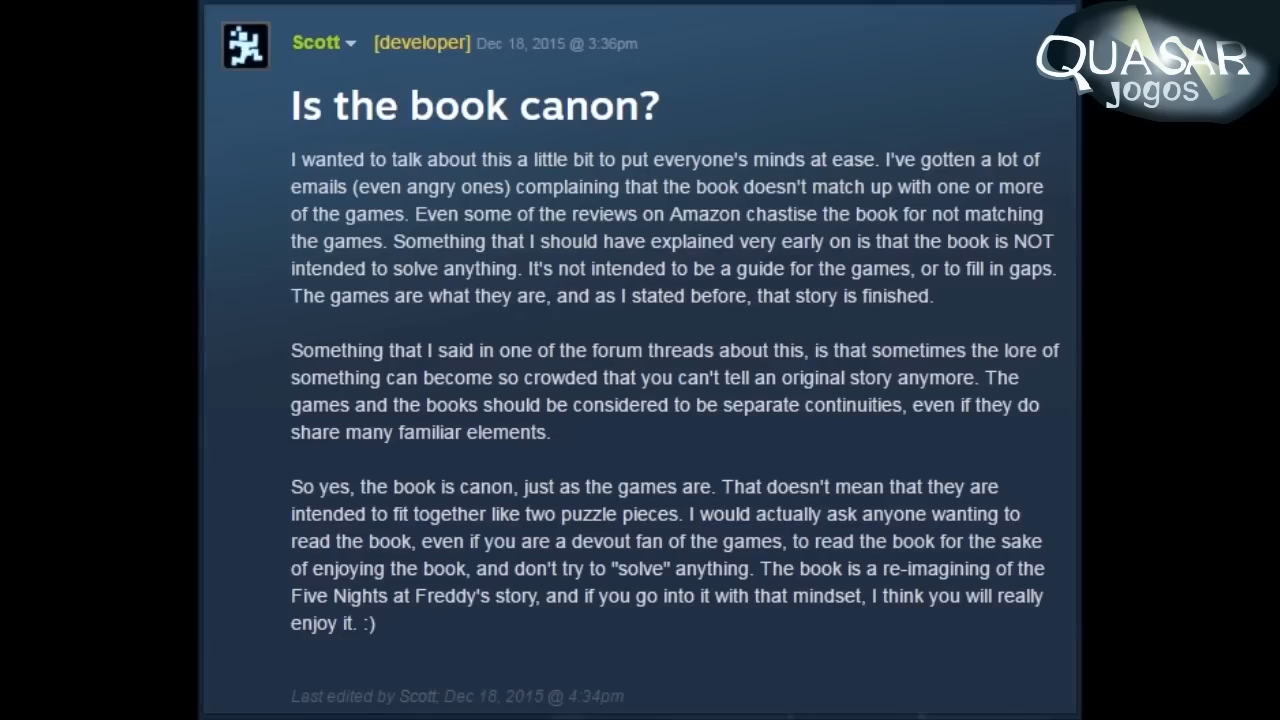 Scott [developer] Dec 18, 2015 @ 3:36pm
QUASAR
jogos
Is the book canon?
I wanted to talk about this a little bit to put everyone's minds at ease. I've gotten a lot of
emails (even angry ones) complaining that the book doesn't match up with one or more
of the games. Even some of the reviews on Amazon chastise the book for not matching
the games. Something that I should have explained very early on is that the book is NOT
intended to solve anything. It's not intended to be a guide for the games, or to fill in gaps.
The games are what they are, and as I stated before, that story is finished.
Something that I said in one of the forum threads about this, is that sometimes the lore of
something can become so crowded that you can't tell an original story anymore. The
games and the books should be considered to be separate continuities, even if they do
share many familiar elements.
So yes, the book is canon, just as the games are. That doesn't mean that they are
intended to fit together like two puzzle pieces. I would actually ask anyone wanting to
read the book, even if you are a devout fan of the games, to read the book for the sake
of enjoying the book, and don't try to "solve" anything. The book is a re-imagining of the
Five Nights at Freddy's story, and if you go into it with that mindset, I think you will really
enjoy it. :)
Last edited by Scott; Dec 18, 2015 @ 4:34pm